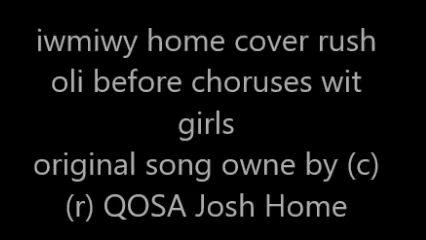 iwmiwy home cover rush
oli before choruses wit
girls
original song owne by (c)
(r) QOSA Josh Home